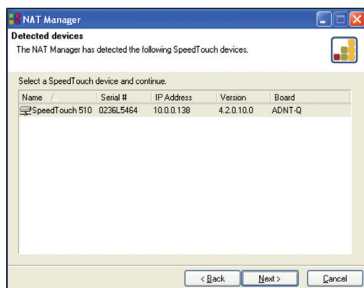 NAT Manager
Detected devices
The NAT Manager has detected the following SpeedTouch devices.
Select a SpeedTouch device and continue.
Name / Serial # IP Address Version Board
SpeedTouch 510 0236L5464 10.0.0.138 4.2.0.10.0 ADNT-Q
< Back Next > Cancel